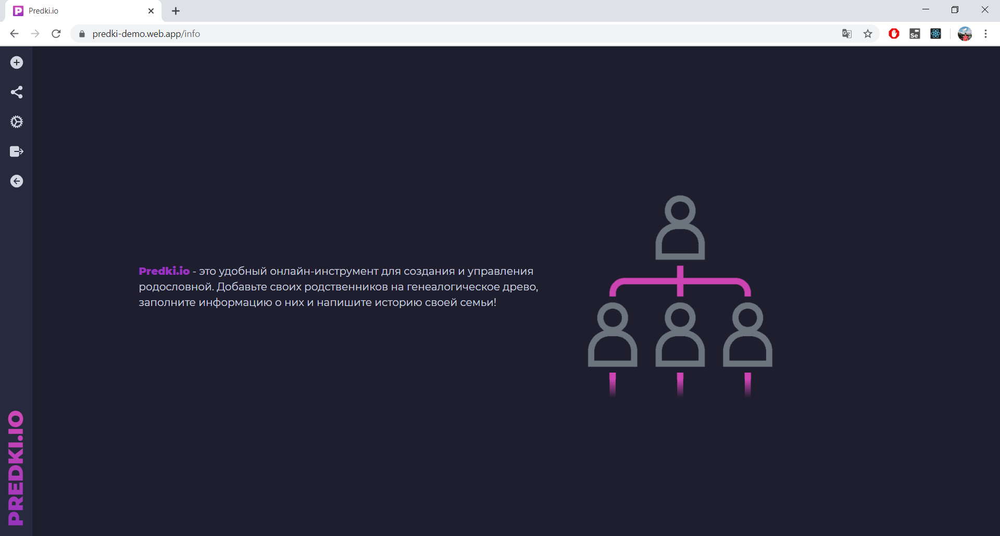 Predki.io
predki-demo.web.app/info
Se
Predki.io - это удобный онлайн-инструмент для создания и управления
родословной. Добавьте своих родственников на генеалогическое древо,
заполните информацию о них и напишите историю своей семьи!
PREDKI.IO